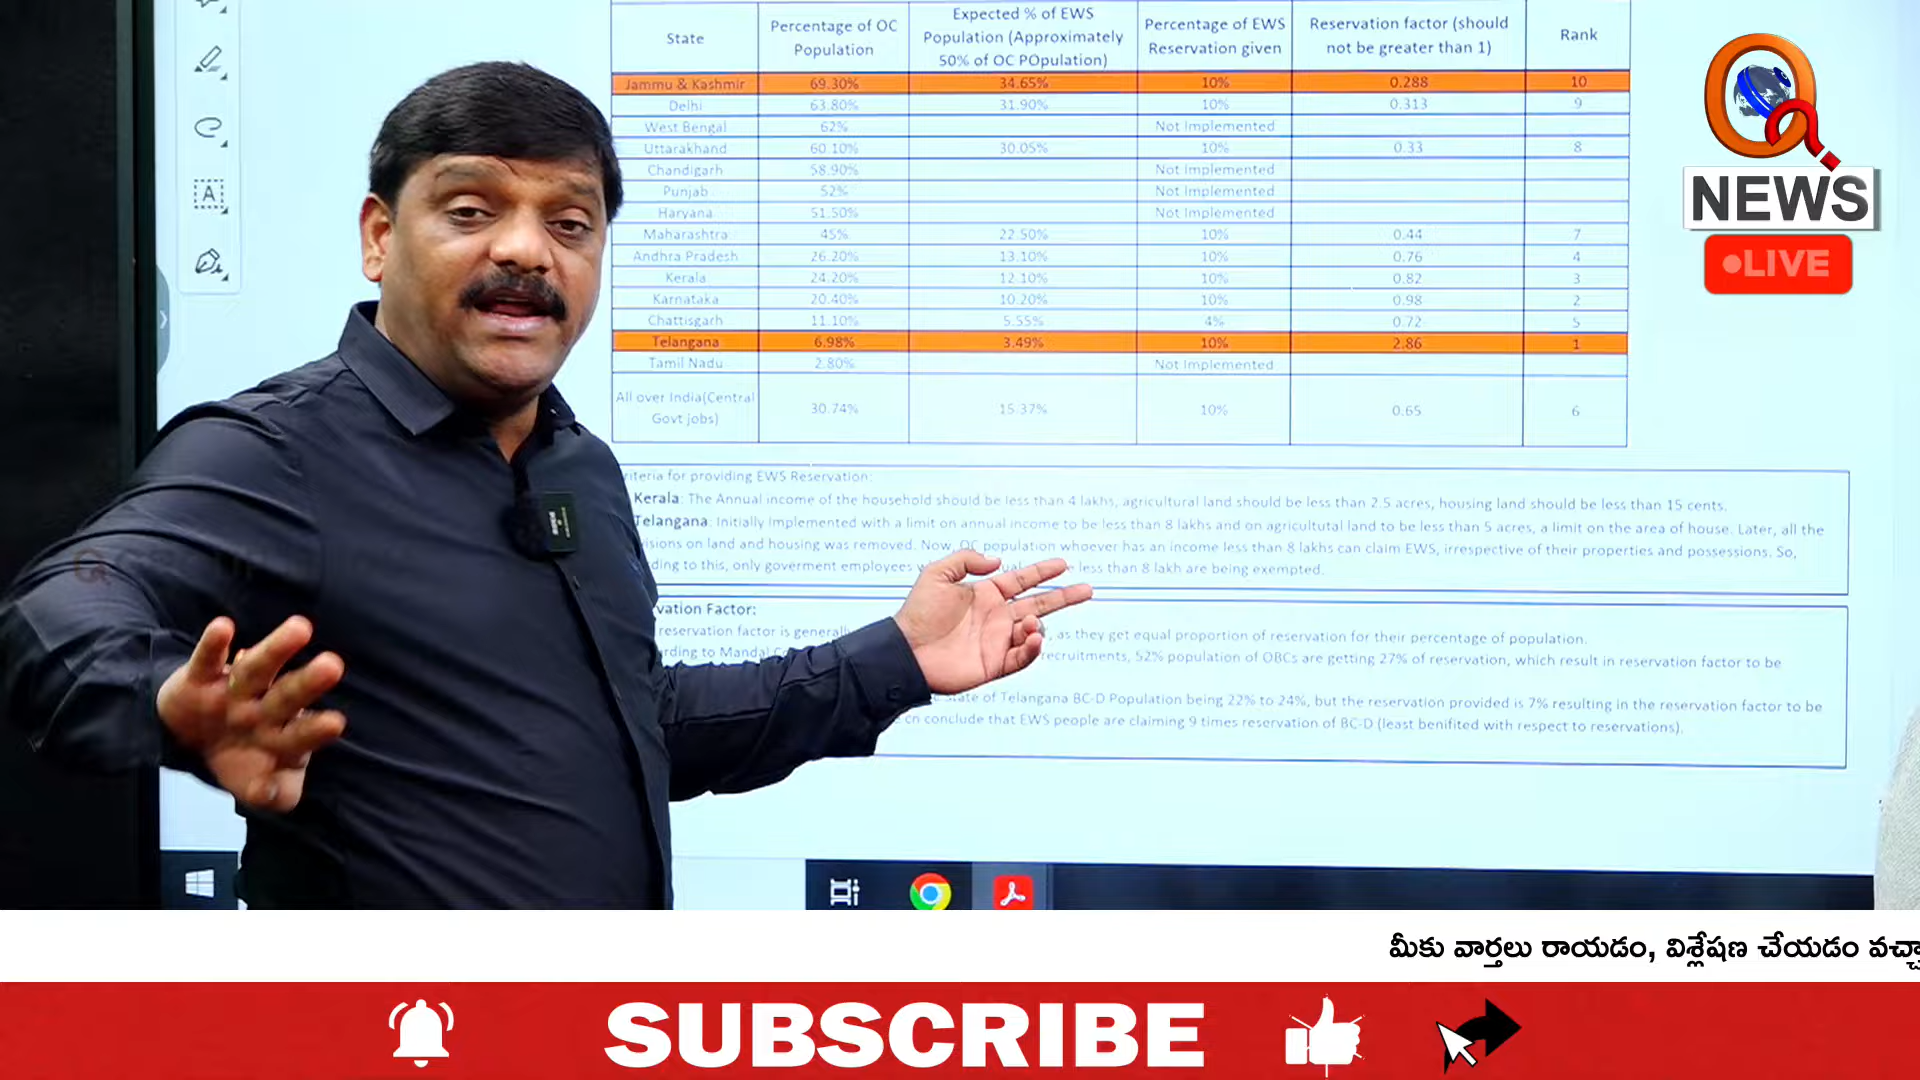 State
Percentage of OC Population
Expected % of EWS Population (Approximately 50% of OC POpulation)
Percentage of EWS Reservation given
Reservation factor (should not be greater than 1)
Rank
Jammu & Kashmir 69.30% 34.65% 10% 0.288 10
Delhi 63.80% 31.90% 10% 0.313 9
West Bengal 62% Not Implemented
Uttarakhand 60.10% 30.05% 10% 0.33 8
Chandigarh 58.90% Not Implemented
Punjab 52% Not Implemented
Haryana 51.50% Not Implemented
Maharashtra 45% 22.50% 10% 0.44 7
Andhra Pradesh 26.20% 13.10% 10% 0.76 4
Kerala 24.20% 12.10% 10% 0.82 3
Karnataka 20.40% 10.20% 10% 0.98 2
Chattisgarh 11.10% 5.55% 4% 0.72 5
Telangana 6.98% 3.49% 10% 2.86 1
Tamil Nadu 2.80% Not Implemented
All over India(Central Govt jobs) 30.74% 15.37% 10% 0.65 6
riteria for providing EWS Reservation:
Kerala: The Annual income of the household should be less than 4 lakhs, agricultural land should be less than 2.5 acres, housing land should be less than 15 cents.
Telangana: Initially Implemented with a limit on annual income to be less than 8 lakhs and on agricultutal land to be less than 5 acres, a limit on the area of house. Later, all the
visions on land and housing was removed. Now, OC population whoever has an income less than 8 lakhs can claim EWS, irrespective of their properties and possessions. So,
ding to this, only goverment employees less than 8 lakh are being exempted.
vation Factor:
reservation factor is generall , as they get equal proportion of reservation for their percentage of population.
arding to Mandal recruitments, 52% population of OBCs are getting 27% of reservation, which result in reservation factor to be
state of Telangana BC-D Population being 22% to 24%, but the reservation provided is 7% resulting in the reservation factor to be
cn conclude that EWS people are claiming 9 times reservation of BC-D (least benifited with respect to reservations).
Q
NEWS
LIVE
A
మీకు వార్తలు రాయడం, విశ్లేషణ చేయడం వచ్చా
SUBSCRIBE